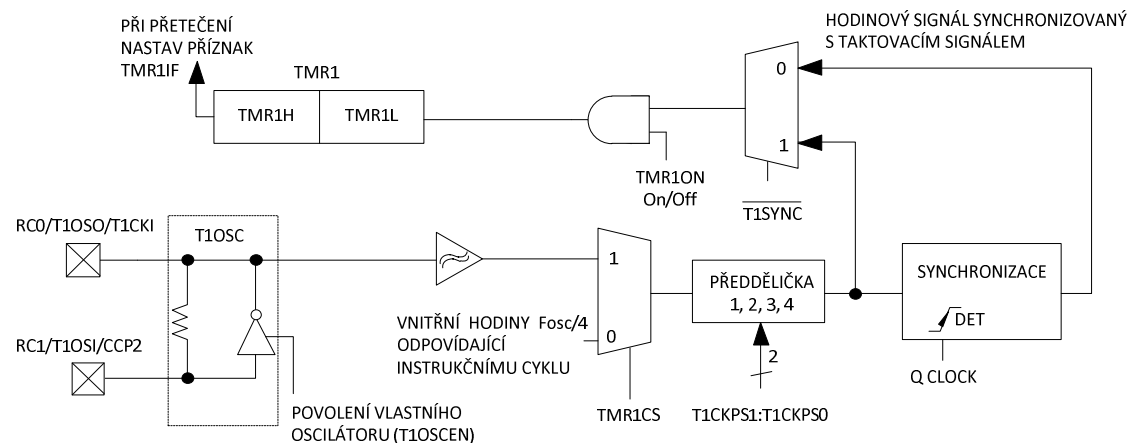 PŘI PŘETEČENÍ
NASTAV PŘÍZNAK
TMR1IF
TMR1
TMR1H
TMR1L
HODINOVÝ SIGNÁL SYNCHRONIZOVANÝ
S TAKTOVACÍM SIGNÁLEM
0
1
TMR1ON
On/Off
T1SYNC
RC0/T1OSO/T1CKI
T1OSC
RC1/T1OSI/CCP2
POVOLENÍ VLASTNÍHO
OSCILÁTORU (T1OSCEN)
VNITŘNÍ HODINY Fosc/4
ODPOVÍDAJÍCÍ
INSTRUKČNÍMU CYKLU
1
0
TMR1CS
PŘEDDĚLIČKA
1, 2, 3, 4
2
T1CKPS1:T1CKPS0
SYNCHRONIZACE
DET
Q CLOCK